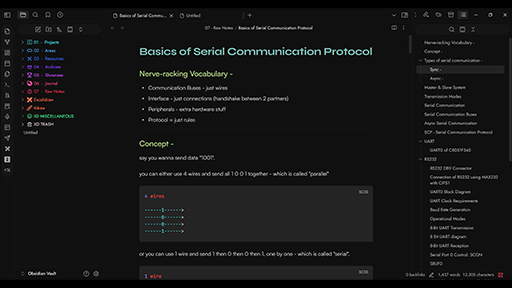 Basics of Serial Commu...
Untitled
07 - Raw Notes / Basics of Serial Communication Protocol
01 - Projects
02 - Areas
03 - Resources
04 - Archives
05 - Showcase
06 - journal
07 - Raw Notes
Excalidraw
XD MISCELLANEOUS
XD TRASH
Untitled
Obsidian Vault
Basics of Serial Communication Protocol
Nerve-racking Vocabulary -
• Communication Buses - just wires
• Interface - just connections (handshake between 2 partners)
• Peripherals - extra hardware stuff
• Protocol = just rules
Concept -
say you wanna send data "1001".
you can either use 4 wires and send all 1 0 0 1 together - which is called "parallel"
4 wires
------1------>
------0------>
------0------>
------1------>
or you can use 1 wire and send 1 then 0 then 0 then 1, one by one - which is called "serial".
1 wire
Nerve-racking Vocabulary -
Concept -
Types of serial communication -
Sync -
Async -
Master & Slave System
Transmission Modes
Serial Communication
Serial Communication Buses
Async Serial Communication
SCP - Serial Communication Protocol
UART
UART0 of C8051F340
RS232
RS232 DB9 Connector
Connection of RS232 using MAX232
with CIP51
UART0 Block Diagram
UART Clock Requirements
Baud Rate Generation
Operational Modes
8-Bit UART Transmission
8-Bit UART diagram
8-Bit UART Reception
Serial Port 0 Control: SCON
SBUF0
0 backlinks
1,437 words
10,305 characters